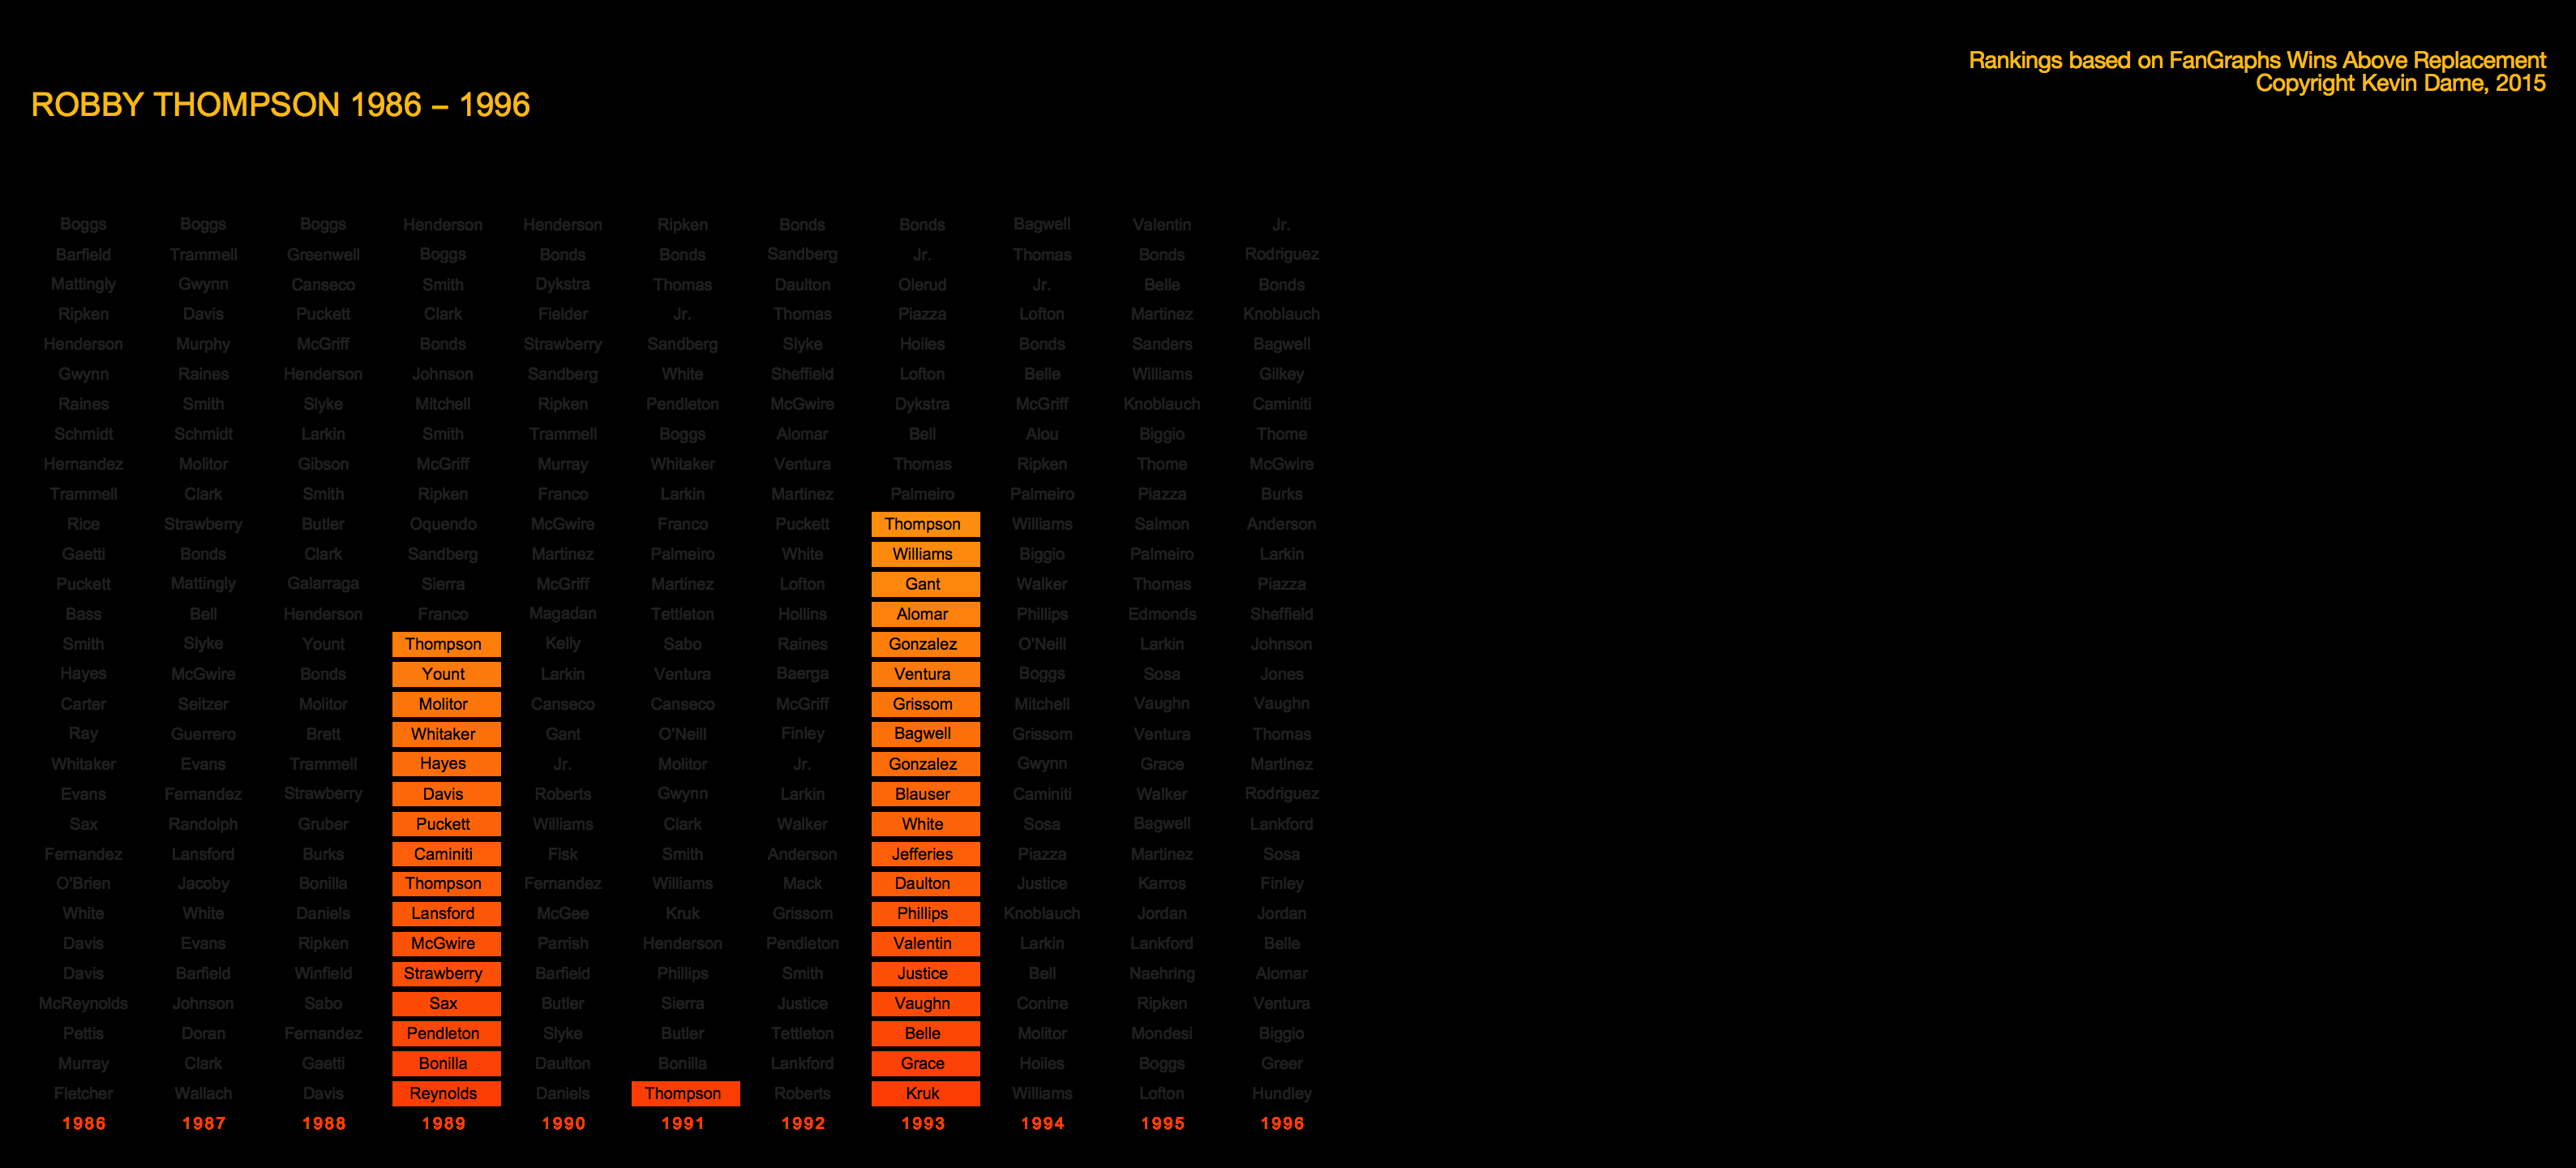 Rankings based on FanGraphs Wins Above Replacement
Copyright Kevin Dame, 2015
ROBBY THOMPSON 1986 – 1996
Boggs Boggs Boggs Henderson Henderson Ripken Bonds Bonds Bagwell Valentin Jr.
Barfield Trammell Greenwell Boggs Bonds Bonds Sandberg Jr. Thomas Bonds Rodriguez
Mattingly Gwynn Canseco Smith Dykstra Thomas Daulton Olerud Jr. Belle Bonds
Ripken Davis Puckett Clark Fielder Jr. Thomas Piazza Lofton Martinez Knoblauch
Henderson Murphy McGriff Bonds Strawberry Sandberg Slyke Hoiles Bonds Sanders Bagwell
Gwynn Raines Henderson Johnson Sandberg White Sheffield Lofton Belle Williams Gilkey
Raines Smith Slyke Mitchell Ripken Pendleton McGwire Dykstra McGriff Knoblauch Caminiti
Schmidt Schmidt Larkin Smith Trammell Boggs Alomar Bell Alou Biggio Thome
Hernandez Molitor Gibson McGriff Murray Whitaker Ventura Thomas Ripken Thome McGwire
Trammell Clark Smith Ripken Franco Larkin Martinez Palmeiro Palmeiro Piazza Burks
Rice Strawberry Butler Oquendo McGwire Franco Puckett Thompson Williams Salmon Anderson
Gaetti Bonds Clark Sandberg Martinez Palmeiro White Williams Biggio Palmeiro Larkin
Puckett Mattingly Galarraga Sierra McGriff Martinez Lofton Gant Walker Thomas Piazza
Bass Bell Henderson Franco Magadan Tettleton Hollins Alomar Phillips Edmonds Sheffield
Smith Slyke Yount Thompson Kelly Sabo Raines Gonzalez O'Neill Larkin Johnson
Hayes McGwire Bonds Yount Larkin Ventura Baerga Ventura Boggs Sosa Jones
Carter Seitzer Molitor Molitor Canseco Canseco McGriff Grissom Mitchell Vaughn Vaughn
Ray Guerrero Brett Whitaker Gant O'Neill Finley Bagwell Grissom Ventura Thomas
Whitaker Evans Trammell Hayes Jr. Molitor Jr. Gonzalez Gwynn Grace Martinez
Evans Fernandez Strawberry Davis Roberts Gwynn Larkin Blauser Caminiti Walker Rodriguez
Sax Randolph Gruber Puckett Williams Clark Walker White Sosa Bagwell Lankford
Fernandez Lansford Burks Caminiti Fisk Smith Anderson Jefferies Piazza Martinez Sosa
O'Brien Jacoby Bonilla Thompson Fernandez Williams Mack Daulton Justice Karros Finley
White White Daniels Lansford McGee Kruk Grissom Phillips Knoblauch Jordan Jordan
Davis Evans Ripken McGwire Parrish Henderson Pendleton Valentin Larkin Lankford Belle
Davis Barfield Winfield Strawberry Barfield Phillips Smith Justice Bell Naehring Alomar
McReynolds Johnson Sabo Sax Butler Sierra Justice Vaughn Conine Ripken Ventura
Pettis Doran Fernandez Pendleton Slyke Butler Tettleton Belle Molitor Mondesi Biggio
Murray Clark Gaetti Bonilla Daulton Bonilla Lankford Grace Hoiles Boggs Greer
Fletcher Wallach Davis Reynolds Daniels Thompson Roberts Kruk Williams Lofton Hundley
1986 1987 1988 1989 1990 1991 1992 1993 1994 1995 1996